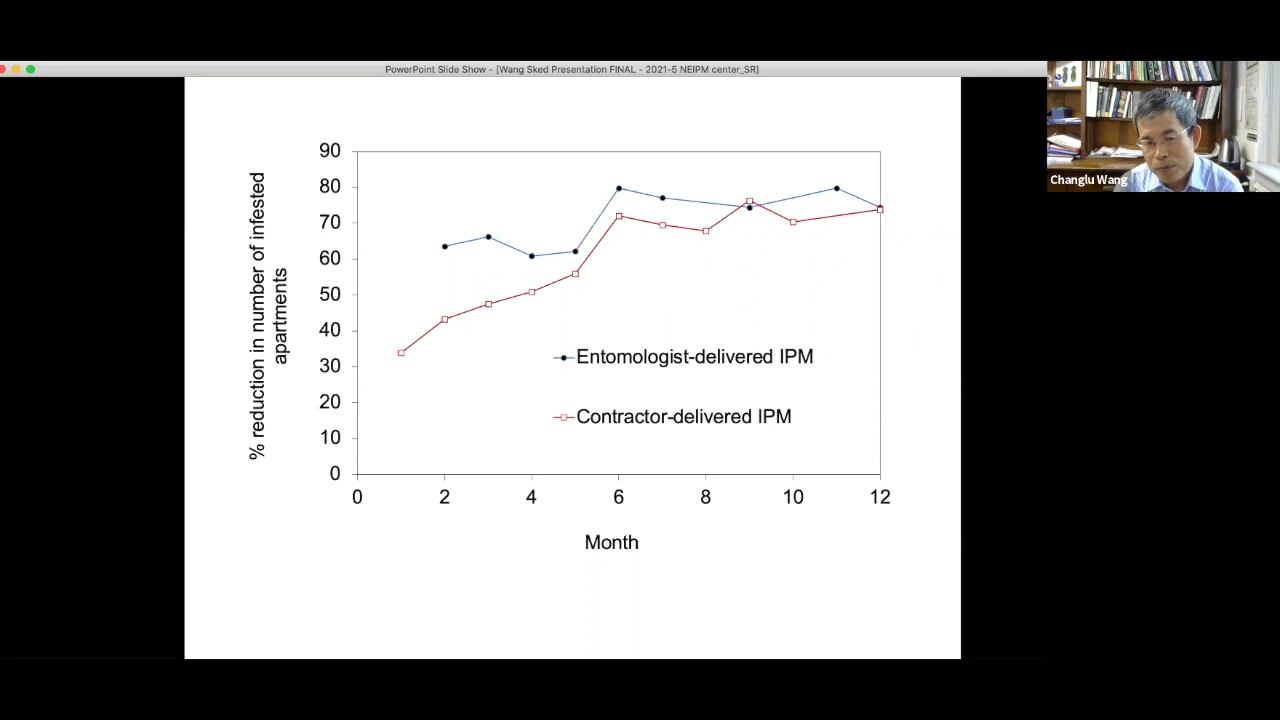 PowerPoint Slide Show - [Wang Sked Presentation FINAL - 2021-5 NEIPM center_SR]
Changlu Wang
% reduction in number of infested
apartments
90
80
70
60
50
40
30
20
10
0
Entomologist-delivered IPM
Contractor-delivered IPM
0 2 4 6 8 10 12
Month